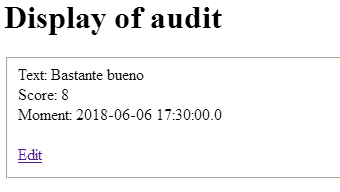 Display of audit
Text: Bastante bueno
Score: 8
Moment: 2018-06-06 17:30:00.0
Edit